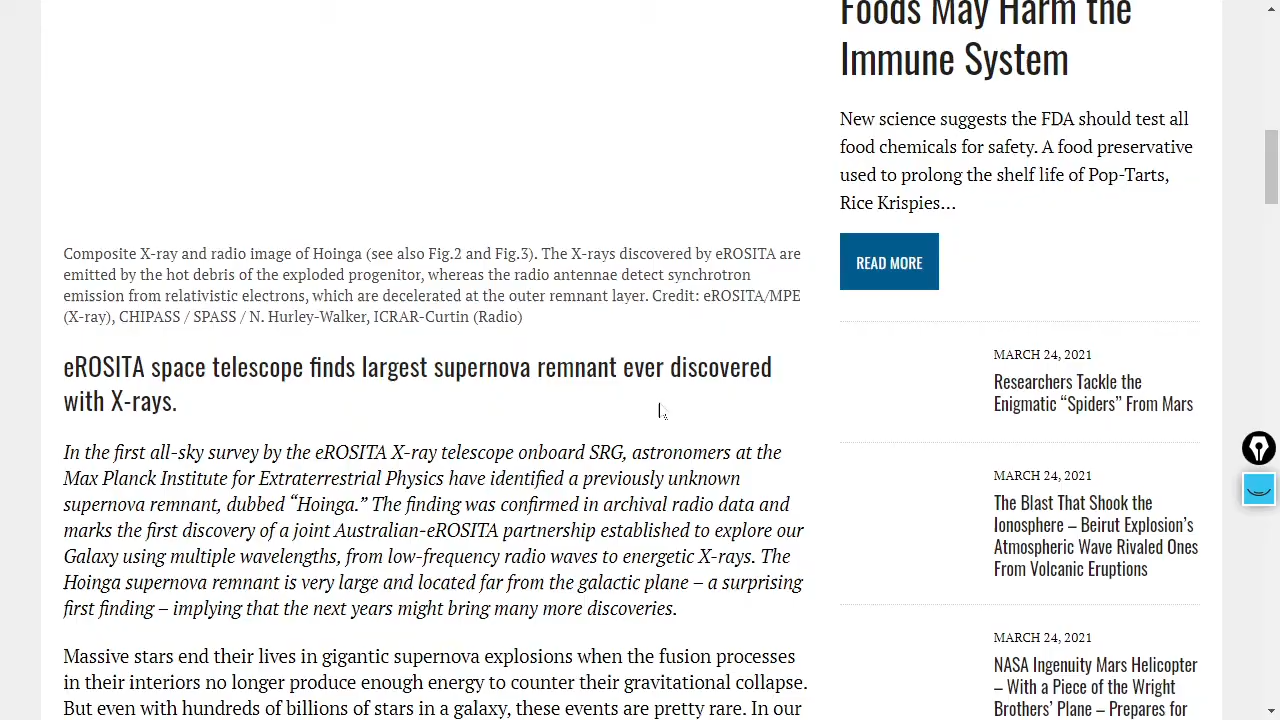 Foods May Harm the
Immune System
New science suggests the FDA should test all
food chemicals for safety. A food preservative
used to prolong the shelf life of Pop-Tarts,
Rice Krispies…
READ MORE
Composite X-ray and radio image of Hoinga (see also Fig.2 and Fig.3). The X-rays discovered by eROSITA are
emitted by the hot debris of the exploded progenitor, whereas the radio antennae detect synchrotron
emission from relativistic electrons, which are decelerated at the outer remnant layer. Credit: eROSITA/MPE
(X-ray), CHIPASS / SPASS / N. Hurley-Walker, ICRAR-Curtin (Radio)
eROSITA space telescope finds largest supernova remnant ever discovered
with X-rays.
In the first all-sky survey by the eROSITA X-ray telescope onboard SRG, astronomers at the
Max Planck Institute for Extraterrestrial Physics have identified a previously unknown
supernova remnant, dubbed “Hoinga.” The finding was confirmed in archival radio data and
marks the first discovery of a joint Australian-eROSITA partnership established to explore our
Galaxy using multiple wavelengths, from low-frequency radio waves to energetic X-rays. The
Hoinga supernova remnant is very large and located far from the galactic plane – a surprising
first finding – implying that the next years might bring many more discoveries.
Massive stars end their lives in gigantic supernova explosions when the fusion processes
in their interiors no longer produce enough energy to counter their gravitational collapse.
But even with hundreds of billions of stars in a galaxy, these events are pretty rare. In our
MARCH 24, 2021
Researchers Tackle the
Enigmatic “Spiders” From Mars
MARCH 24, 2021
The Blast That Shook the
Ionosphere – Beirut Explosion’s
Atmospheric Wave Rivaled Ones
From Volcanic Eruptions
MARCH 24, 2021
NASA Ingenuity Mars Helicopter
– With a Piece of the Wright
Brothers’ Plane – Prepares for